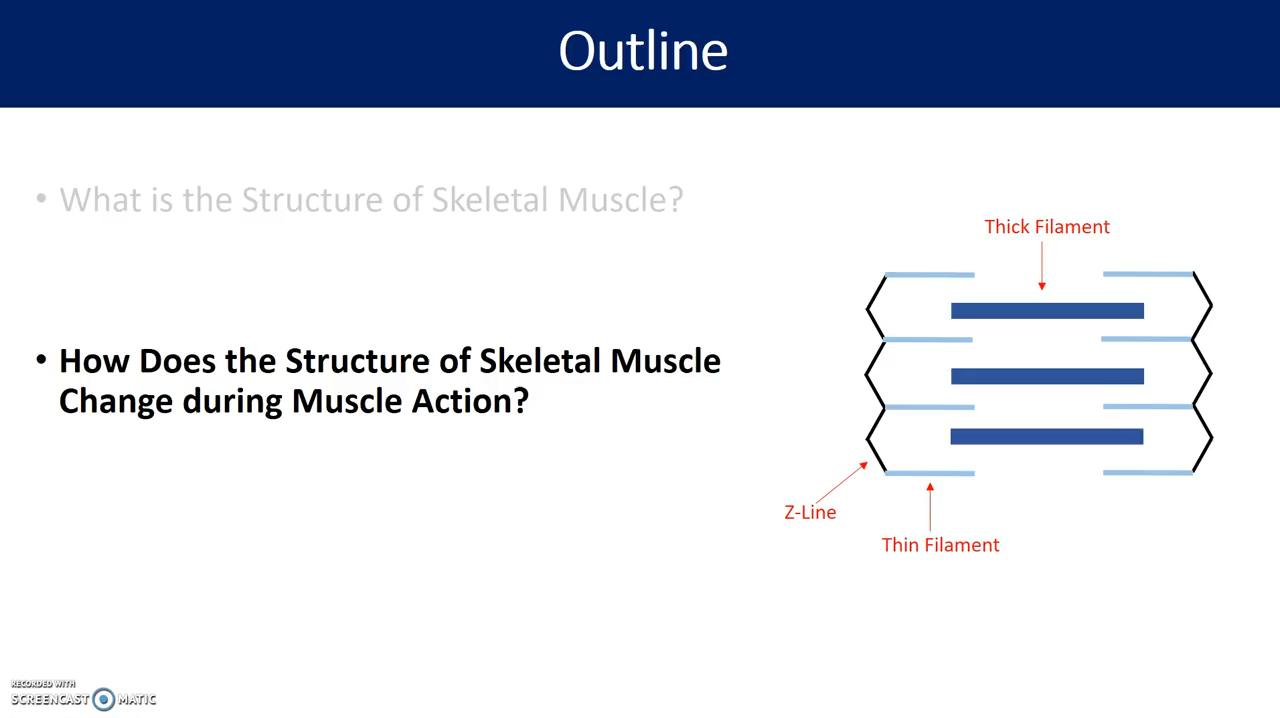 Outline
• What is the Structure of Skeletal Muscle?
• How Does the Structure of Skeletal Muscle
Change during Muscle Action?
Thick Filament
Z-Line
Thin Filament
RECORDED WITH
SCREENCAST MATIC